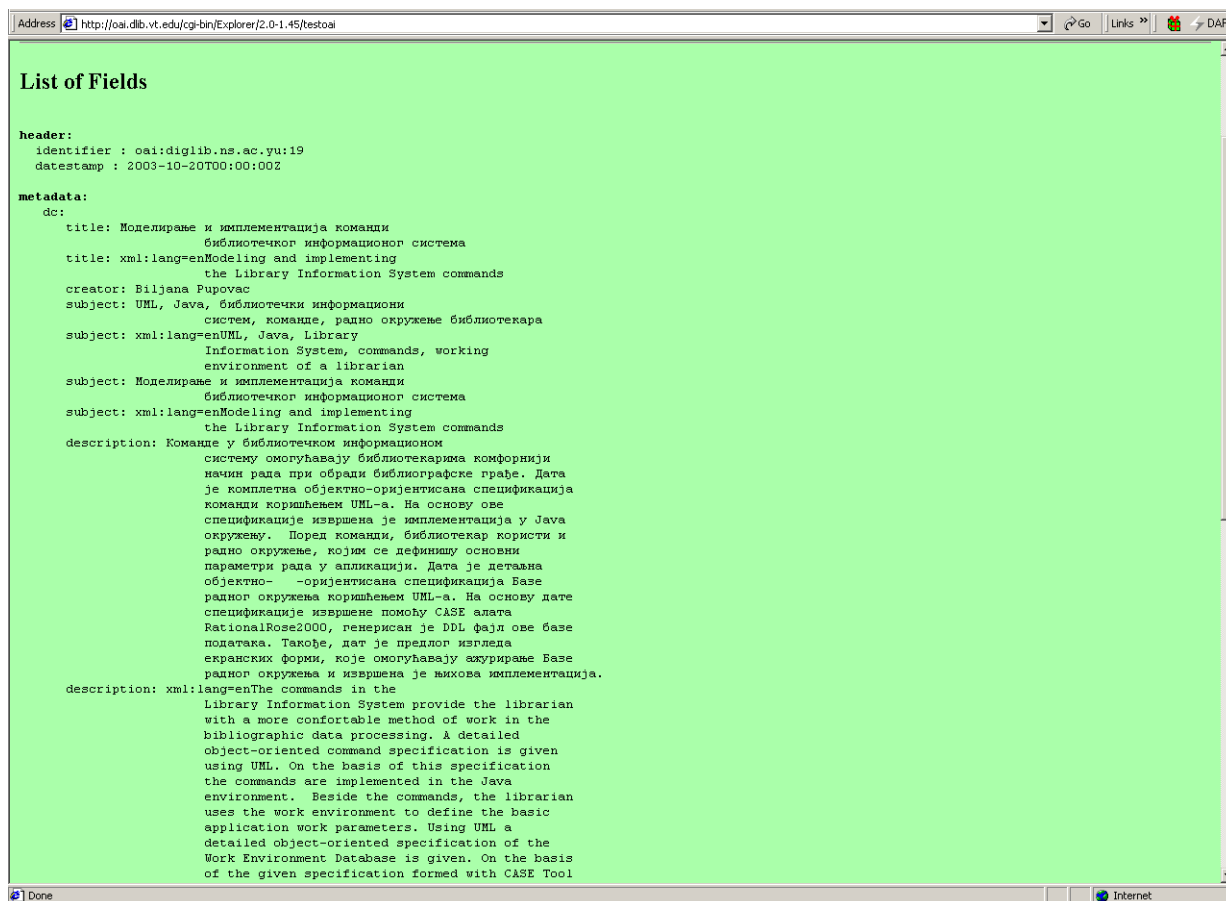 Address http://oai.dlib.vt.edu/cgi-bin/Explorer/2.0-1.45/testoai Go Links » DAP
List of Fields
header:
identifier : oai:diglib.ns.ac.yu:19
datestamp : 2003-10-20T00:00:00Z
metadata:
dc:
title: Моделирање и имплементација команди
библиотечког информационог система
title: xml:lang=enModeling and implementing
the Library Information System commands
creator: Biljana Pupovac
subject: UML, Java, библиотечки информациони
систем, команде, радно окружење библиотекара
subject: xml:lang=enUML, Java, Library
Information System, commands, working
environment of a librarian
subject: Моделирање и имплементација команди
библиотечког информационог система
subject: xml:lang=enModeling and implementing
the Library Information System commands
description: Команде у библиотечком информационом
систему омогућавају библиотекарима комфорнији
начин рада при обради библиографске грађе. Дата
је комплетна објектно-оријентисана спецификација
команди коришћењем UML-а. На основу ове
спецификације извршена је имплементација у Java
окружењу. Поред команди, библиотекар користи и
радно окружење, којим се дефинишу основни
параметри рада у апликацији. Дата је детаљна
објектно- -оријентисана спецификација Базе
радног окружења коришћењем UML-а. На основу дате
спецификације извршене помоћу CASE алата
RationalRose2000, генерисан је DDL фајл ове базе
података. Такође, дат је предлог изгледа
екранских форми, које омогућавају ажурирање Базе
радног окружења и извршена је њихова имплементација.
description: xml:lang=enThe commands in the
Library Information System provide the librarian
with a more confortable method of work in the
bibliographic data processing. A detailed
object-oriented command specification is given
using UML. On the basis of this specification
the commands are implemented in the Java
environment. Beside the commands, the librarian
uses the work environment to define the basic
application work parameters. Using UML a
detailed object-oriented specification of the
Work Environment Database is given. On the basis
of the given specification formed with CASE Tool
Done Internet